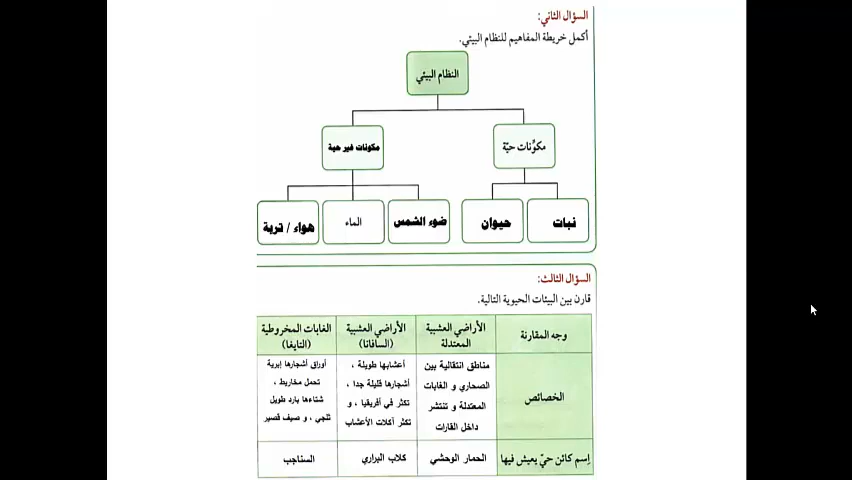 السؤال الثاني:
أكمل خريطة المفاهيم للنظام البيئي.
النظام البيئي
مكوّنات حيّة
مكونات غير حية
نبات
حيوان
ضوء الشمس
الماء
هواء / تربة
السؤال الثالث:
قارن بين البيئات الحيوية التالية.
وجه المقارنة
الأراضي العشبية
المعتدلة
الأراضي العشبية
(السافانا)
الغابات المخروطية
(التايغا)
الخصائص
مناطق انتقالية بين
الصحاري و الغابات
المعتدلة و تنتشر
داخل القارات
أعشابها طويلة ،
أشجارها قليلة جدا ،
تكثر في أفريقيا ، و
تكثر آكلات الأعشاب
أوراق أشجارها إبرية
تحمل مخاريط ،
شتاءها بارد طويل
ثلجي ، و صيف قصير
إسم كائن حيّ يعيش فيها
الحمار الوحشي
كلاب البراري
السناجب